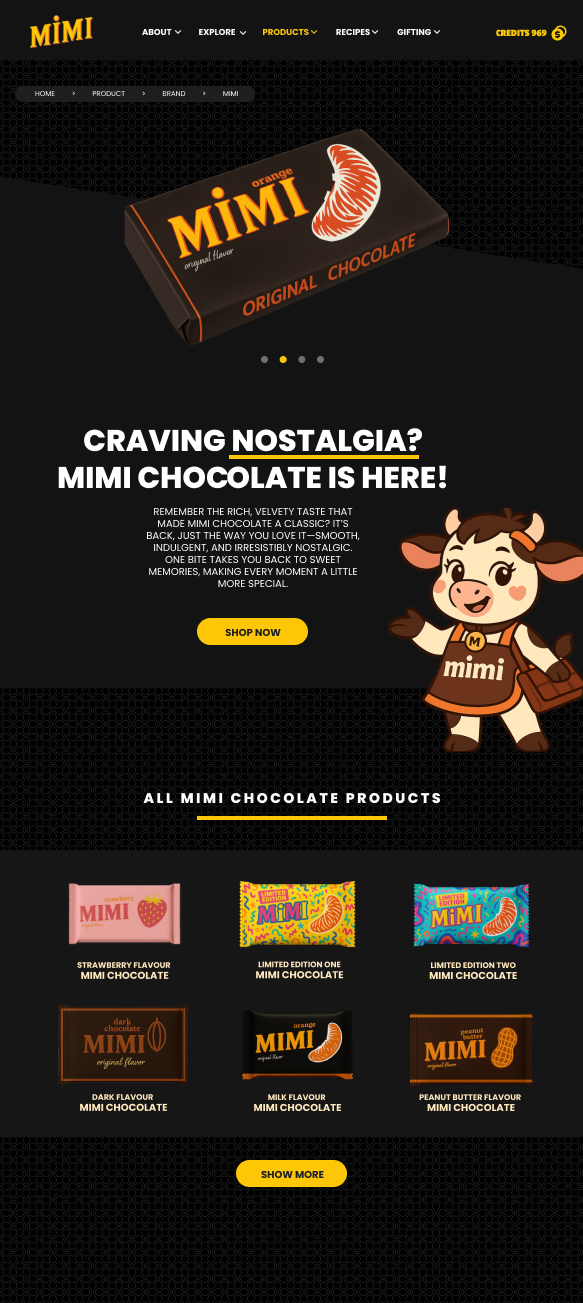 MiMi
ABOUT EXPLORE PRODUCTS RECIPES GIFTING CREDITS 969 $
HOME > PRODUCT > BRAND > MIMI
orange
MiMI
original flavor
ORIGINAL CHOCOLATE
CRAVING NOSTALGIA?
MIMI CHOCOLATE IS HERE!
REMEMBER THE RICH, VELVETY TASTE THAT
MADE MIMI CHOCOLATE A CLASSIC? IT'S
BACK, JUST THE WAY YOU LOVE IT—SMOOTH,
INDULGENT, AND IRRESISTIBLY NOSTALGIC.
ONE BITE TAKES YOU BACK TO SWEET
MEMORIES, MAKING EVERY MOMENT A LITTLE
MORE SPECIAL.
SHOP NOW
M
mimi
ALL MIMI CHOCOLATE PRODUCTS
strawberry
MIMI
LIMITED
EDITION
MiMI
LIMITED
EDITION
MiMI
STRAWBERRY FLAVOUR
MIMI CHOCOLATE
LIMITED EDITION ONE
MIMI CHOCOLATE
LIMITED EDITION TWO
MIMI CHOCOLATE
dark
chocolate
MIMI
original flavor
orange
MIMI
original flavor
peanut
butter
MIMI
original flavor
DARK FLAVOUR
MIMI CHOCOLATE
MILK FLAVOUR
MIMI CHOCOLATE
PEANUT BUTTER FLAVOUR
MIMI CHOCOLATE
SHOW MORE